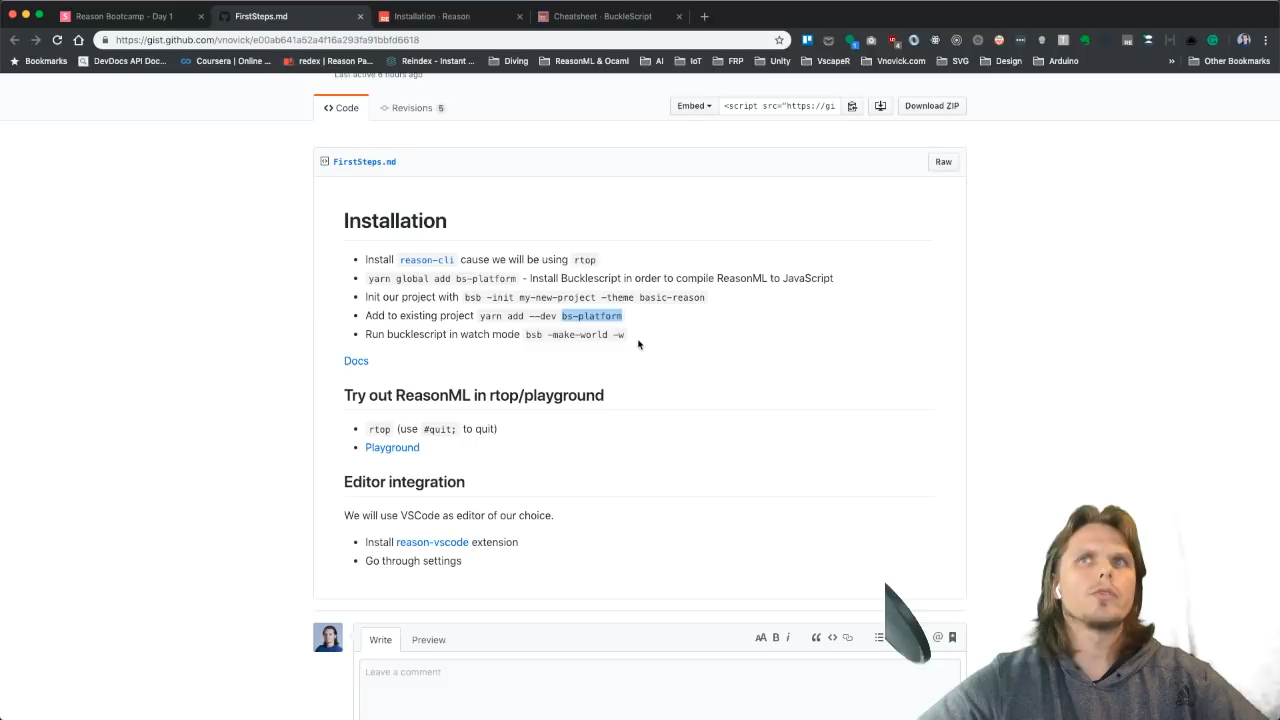 Reason Bootcamp - Day 1
FirstSteps.md
Installation · Reason
Cheatsheet · BuckleScript
https://gist.github.com/vnovick/e00ab641a52a4f16a293fa91bbfd6618
Bookmarks
DevDocs API Doc...
Coursera | Online ...
redex | Reason Pa...
Reindex - Instant ...
Diving
ReasonML & Ocaml
AI
IoT
FRP
Unity
VscapeR
Vnovick.com
SVG
Design
Arduino
»
Other Bookmarks
Last active 6 hours ago
Code
Revisions 5
Embed
<script src="https://gi
Download ZIP
FirstSteps.md
Raw
Installation
• Install reason-cli cause we will be using rtop
• yarn global add bs-platform - Install Bucklescript in order to compile ReasonML to JavaScript
• Init our project with bsb -init my-new-project -theme basic-reason
• Add to existing project yarn add --dev bs-platform
• Run bucklescript in watch mode bsb -make-world -w
Docs
Try out ReasonML in rtop/playground
• rtop (use #quit; to quit)
• Playground
Editor integration
We will use VSCode as editor of our choice.
• Install reason-vscode extension
• Go through settings
Write
Preview
AA B i
@
Leave a comment